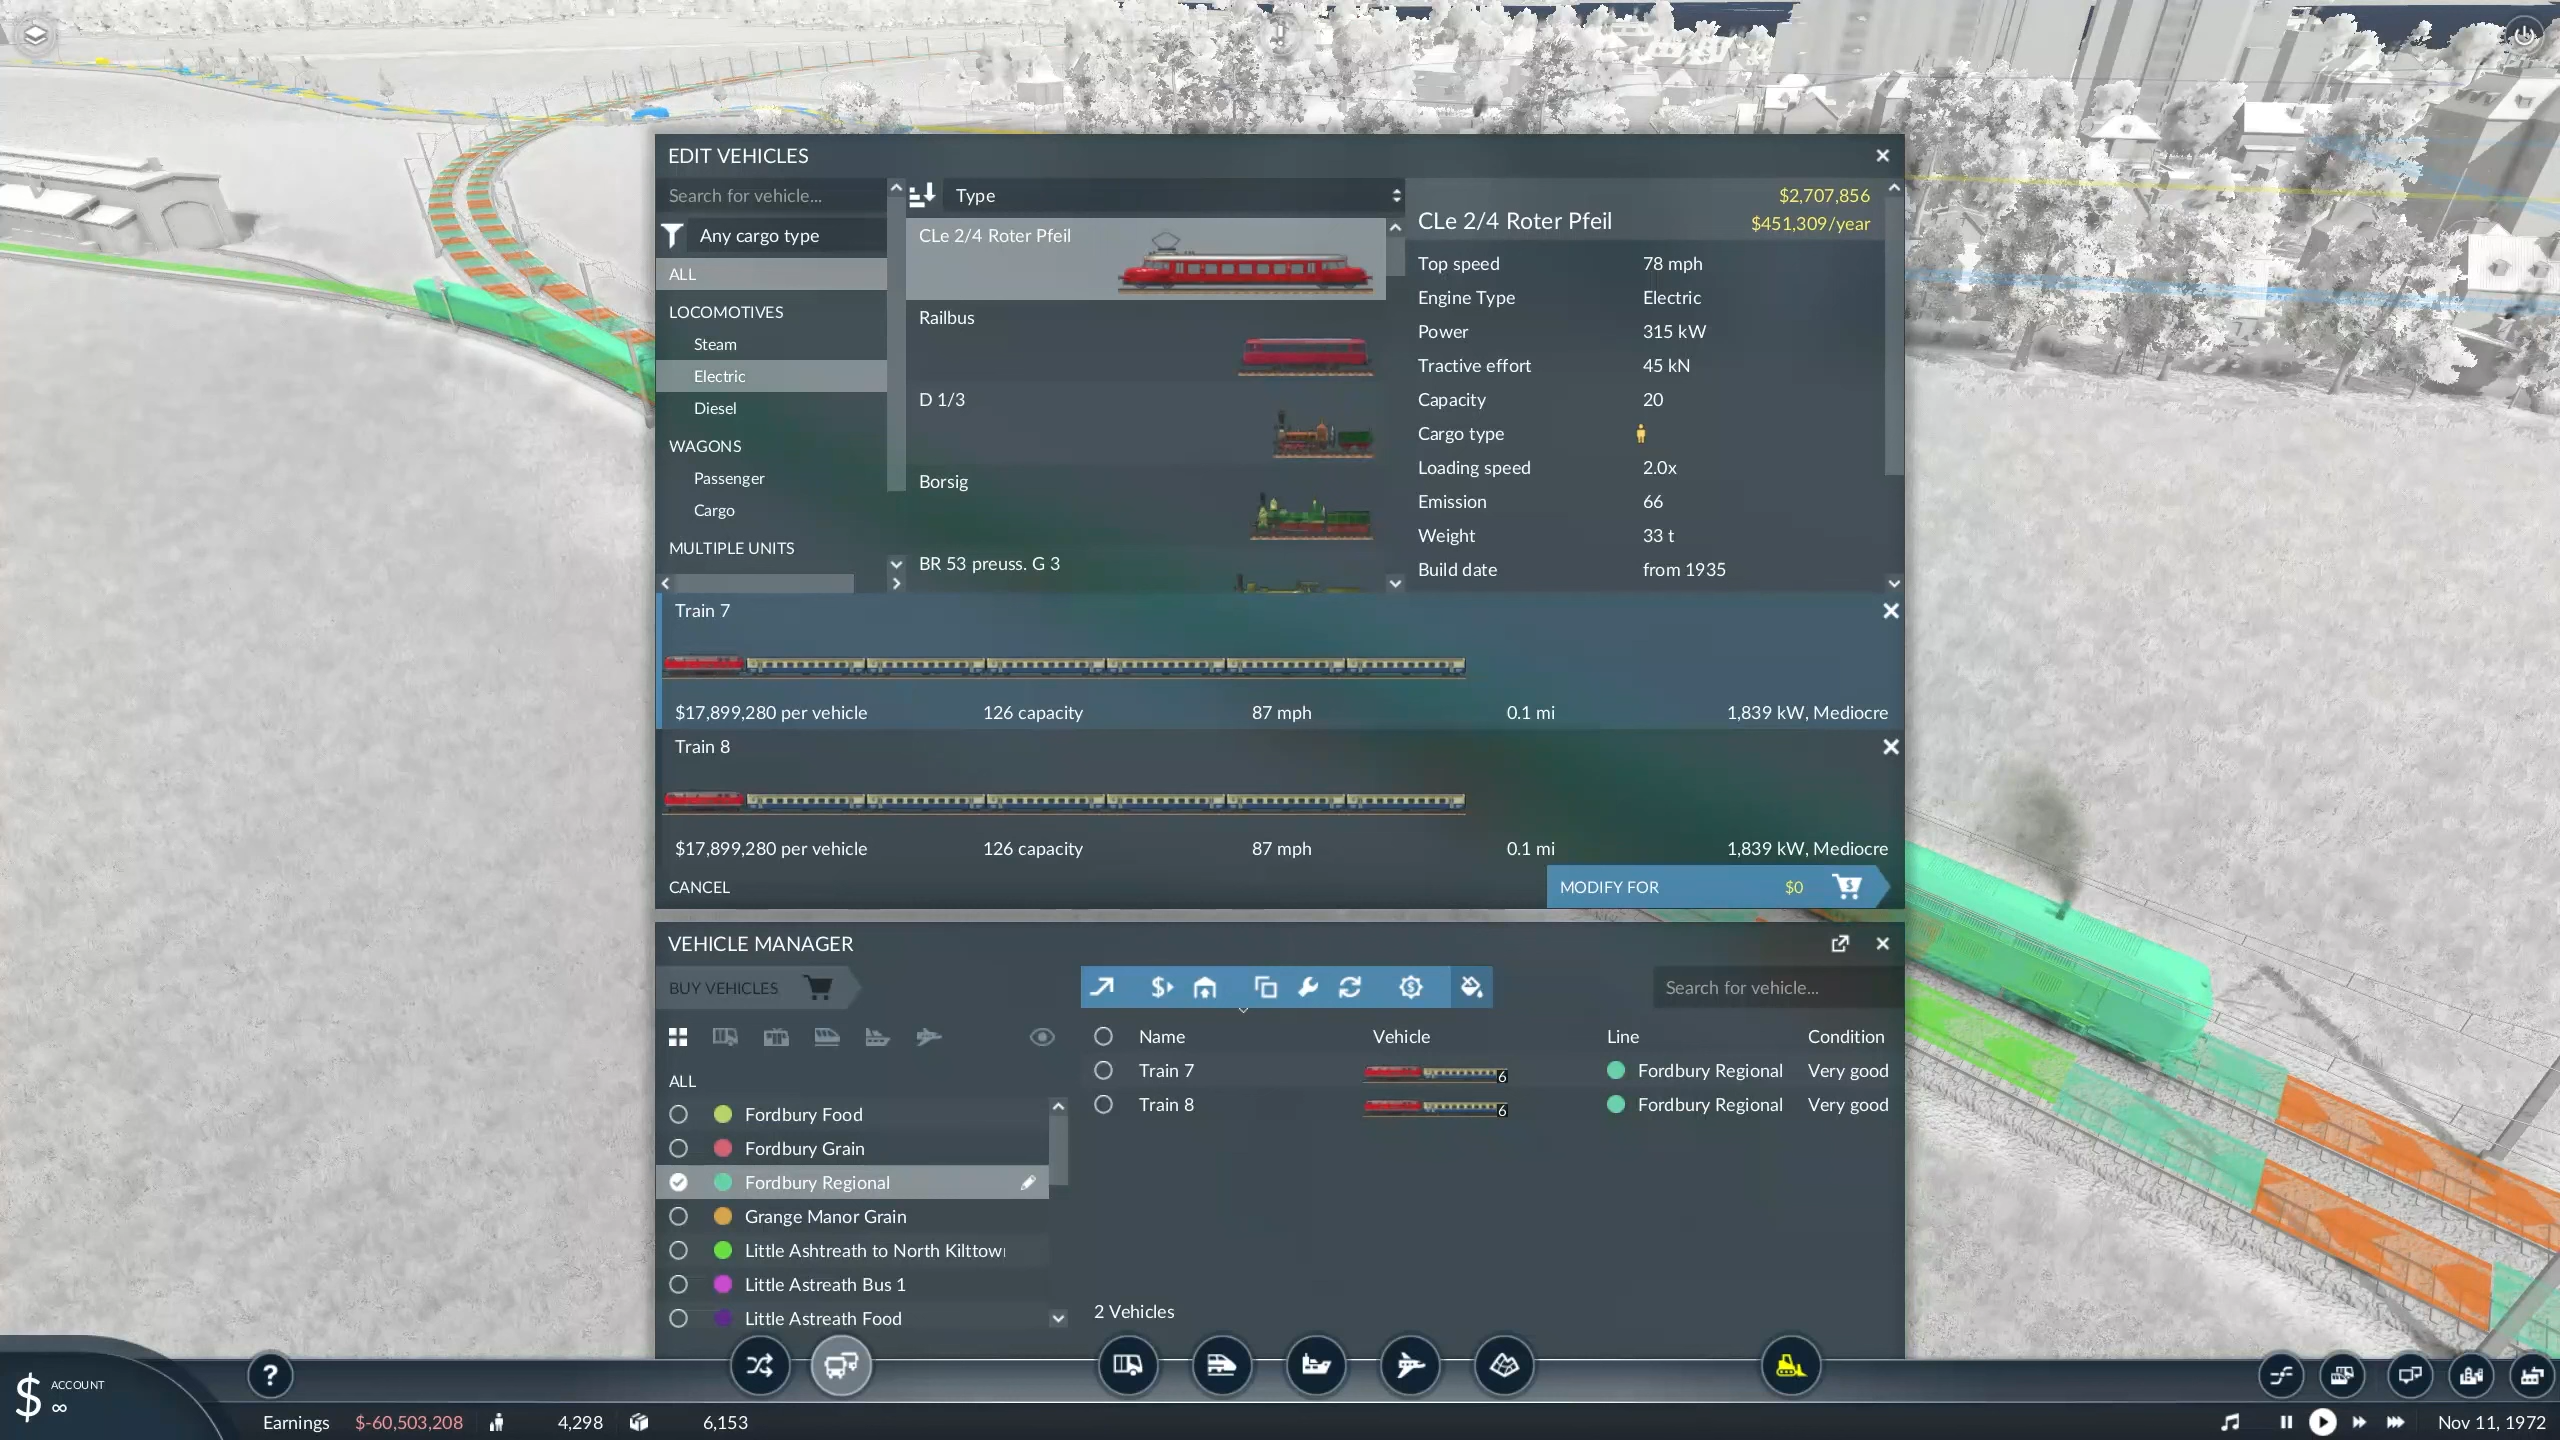 EDIT VEHICLES
Search for vehicle...
Any cargo type
ALL
LOCOMOTIVES
Steam
Electric
Diesel
WAGONS
Passenger
Cargo
MULTIPLE UNITS
Type
CLe 2/4 Roter Pfeil
Railbus
D 1/3
Borsig
BR 53 preuss. G 3
$2,707,856
CLe 2/4 Roter Pfeil
$451,309/year
Top speed 78 mph
Engine Type Electric
Power 315 kW
Tractive effort 45 kN
Capacity 20
Cargo type
Loading speed 2.0x
Emission 66
Weight 33 t
Build date from 1935
Train 7
$17,899,280 per vehicle 126 capacity 87 mph 0.1 mi 1,839 kW, Mediocre
Train 8
$17,899,280 per vehicle 126 capacity 87 mph 0.1 mi 1,839 kW, Mediocre
CANCEL
MODIFY FOR $0
VEHICLE MANAGER
BUY VEHICLES
Search for vehicle...
ALL
Fordbury Food
Fordbury Grain
Fordbury Regional
Grange Manor Grain
Little Ashtreath to North Kilttow
Little Astreath Bus 1
Little Astreath Food
Name Vehicle Line Condition
Train 7 6 Fordbury Regional Very good
Train 8 6 Fordbury Regional Very good
2 Vehicles
?
$ ACCOUNT
∞
Earnings $-60,503,208 4,298 6,153
Nov 11, 1972